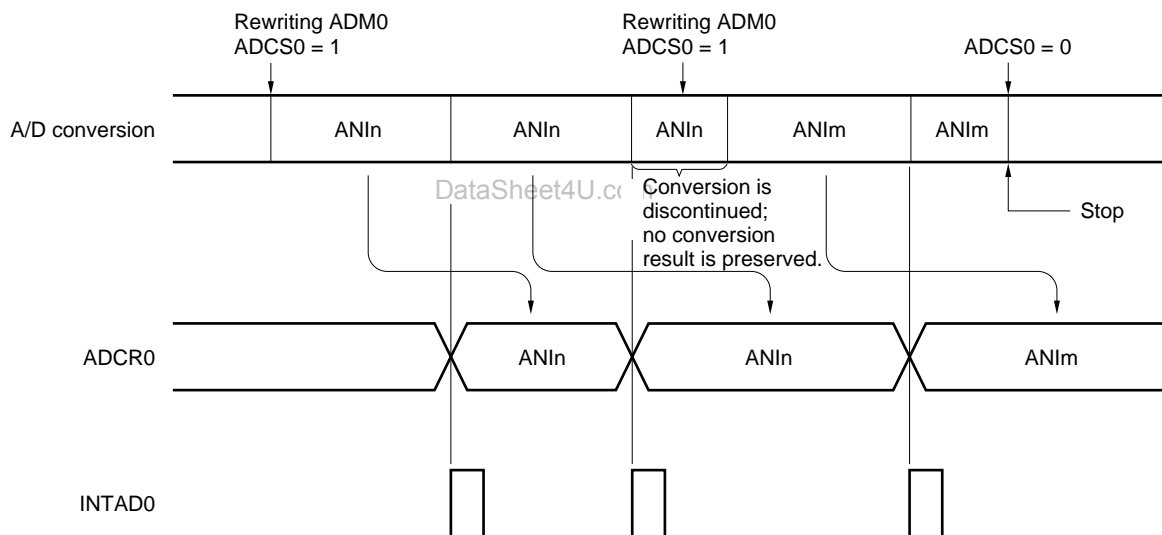 Rewriting ADM0
ADCS0 = 1
Rewriting ADM0
ADCS0 = 1
ADCS0 = 0
A/D conversion
ANIn
ANIn
ANIn
ANIm
ANIm
DataSheet4U.com
Conversion is
discontinued;
no conversion
result is preserved.
Stop
ADCR0
ANIn
ANIn
ANIm
INTAD0